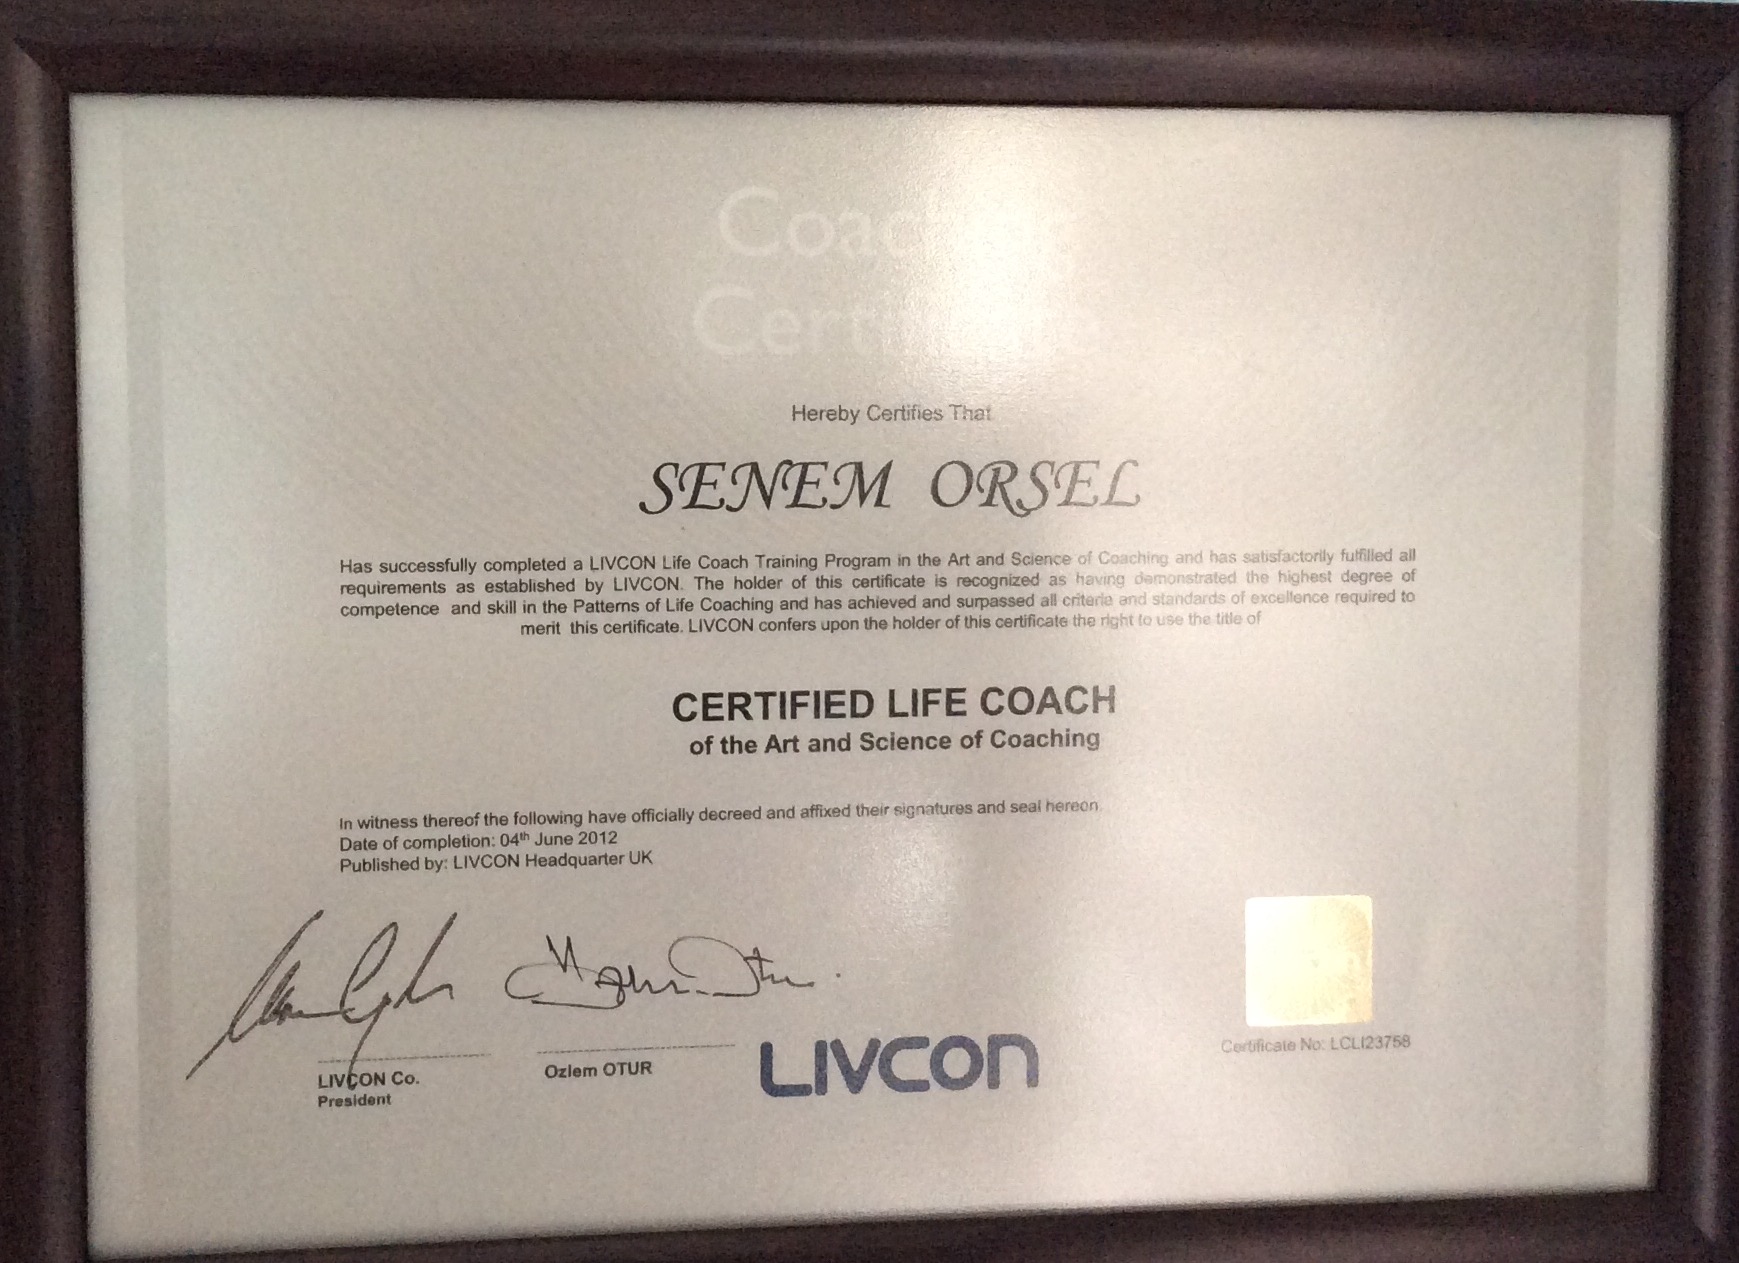 Coaching
Certificate
Hereby Certifies That
SENEM ORSEL
Has successfully completed a LIVCON Life Coach Training Program in the Art and Science of Coaching and has satisfactorily fulfilled all
requirements as established by LIVCON. The holder of this certificate is recognized as having demonstrated the highest degree of
competence and skill in the Patterns of Life Coaching and has achieved and surpassed all criteria and standards of excellence required to
merit this certificate. LIVCON confers upon the holder of this certificate the right to use the title of
CERTIFIED LIFE COACH
of the Art and Science of Coaching
In witness thereof the following have officially decreed and affixed their signatures and seal hereon.
Date of completion: 04th June 2012
Published by: LIVCON Headquarter UK
LIVCON Co.
President
Ozlem OTUR
LIVCON
Certificate No: LCLI23758